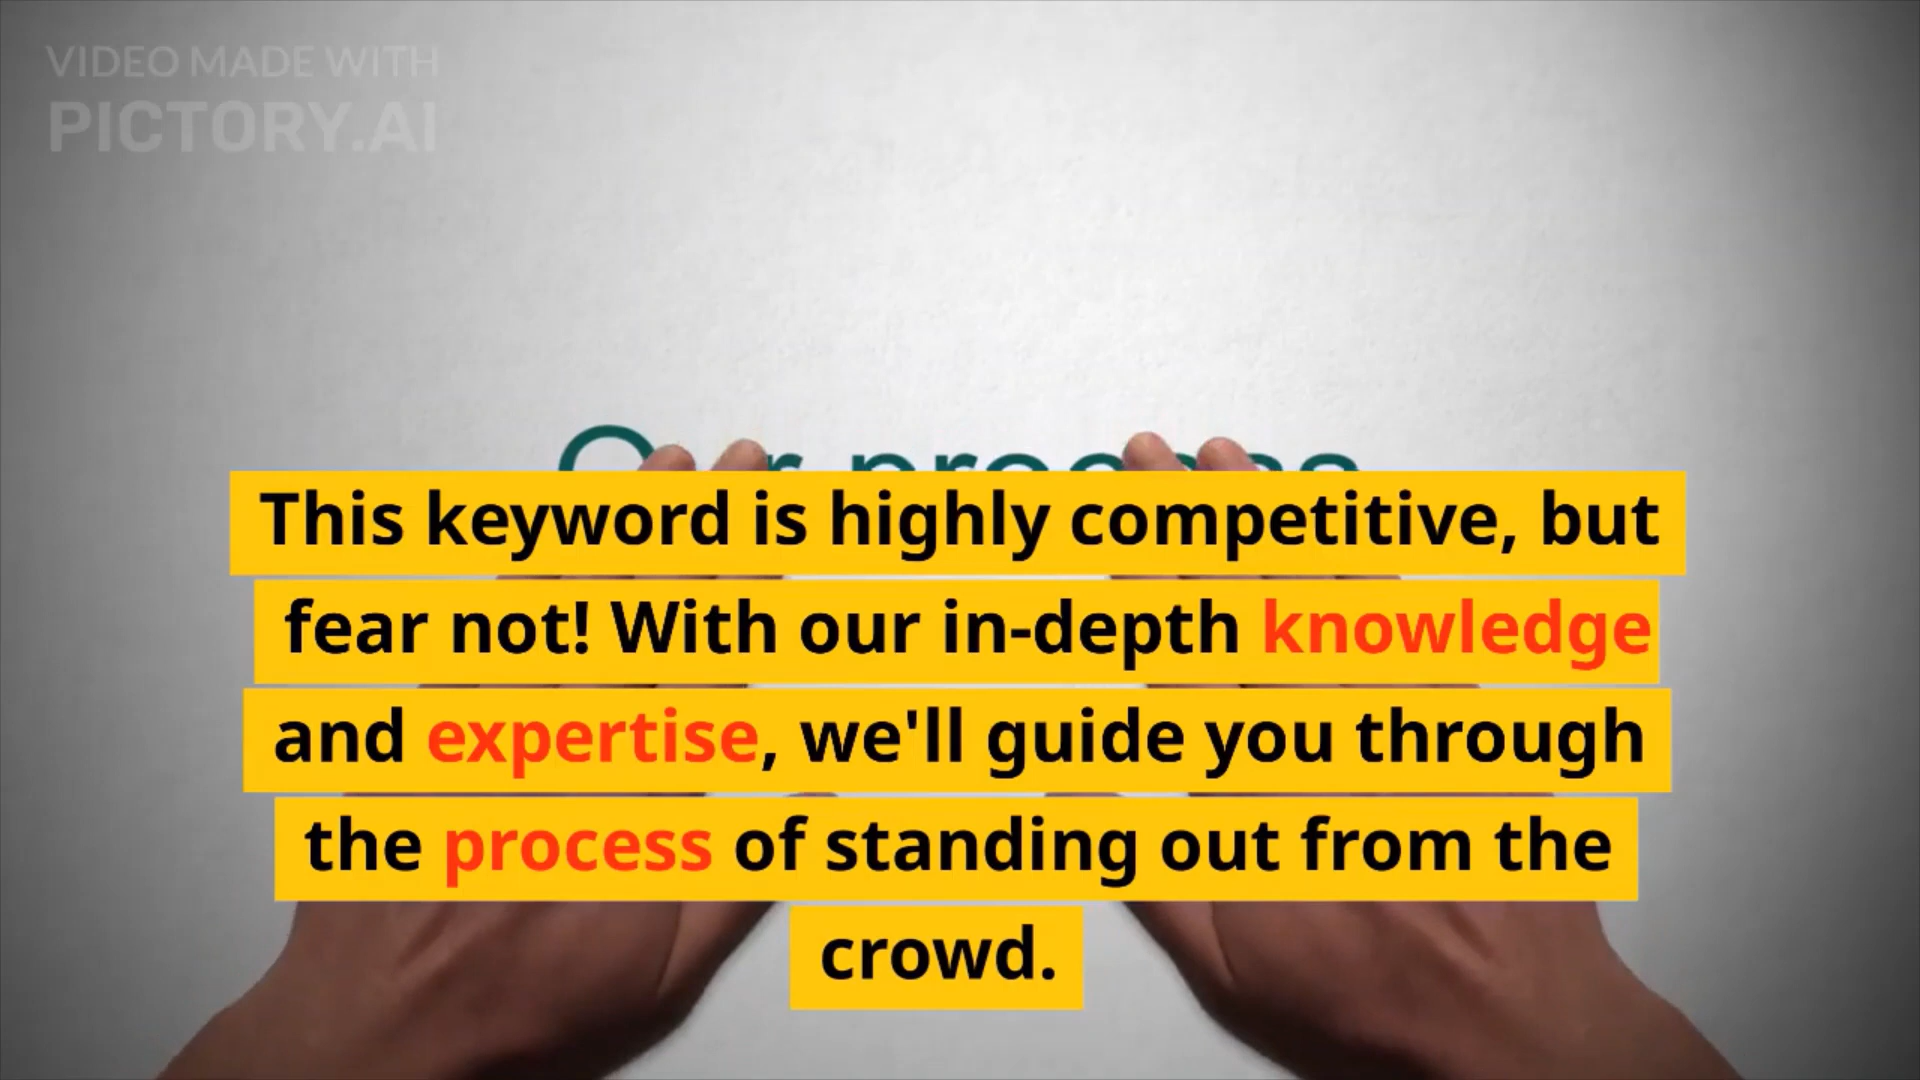 VIDEO MADE WITH
PICTORY.AI
This keyword is highly competitive, but
fear not! With our in-depth knowledge
and expertise, we'll guide you through
the process of standing out from the
crowd.